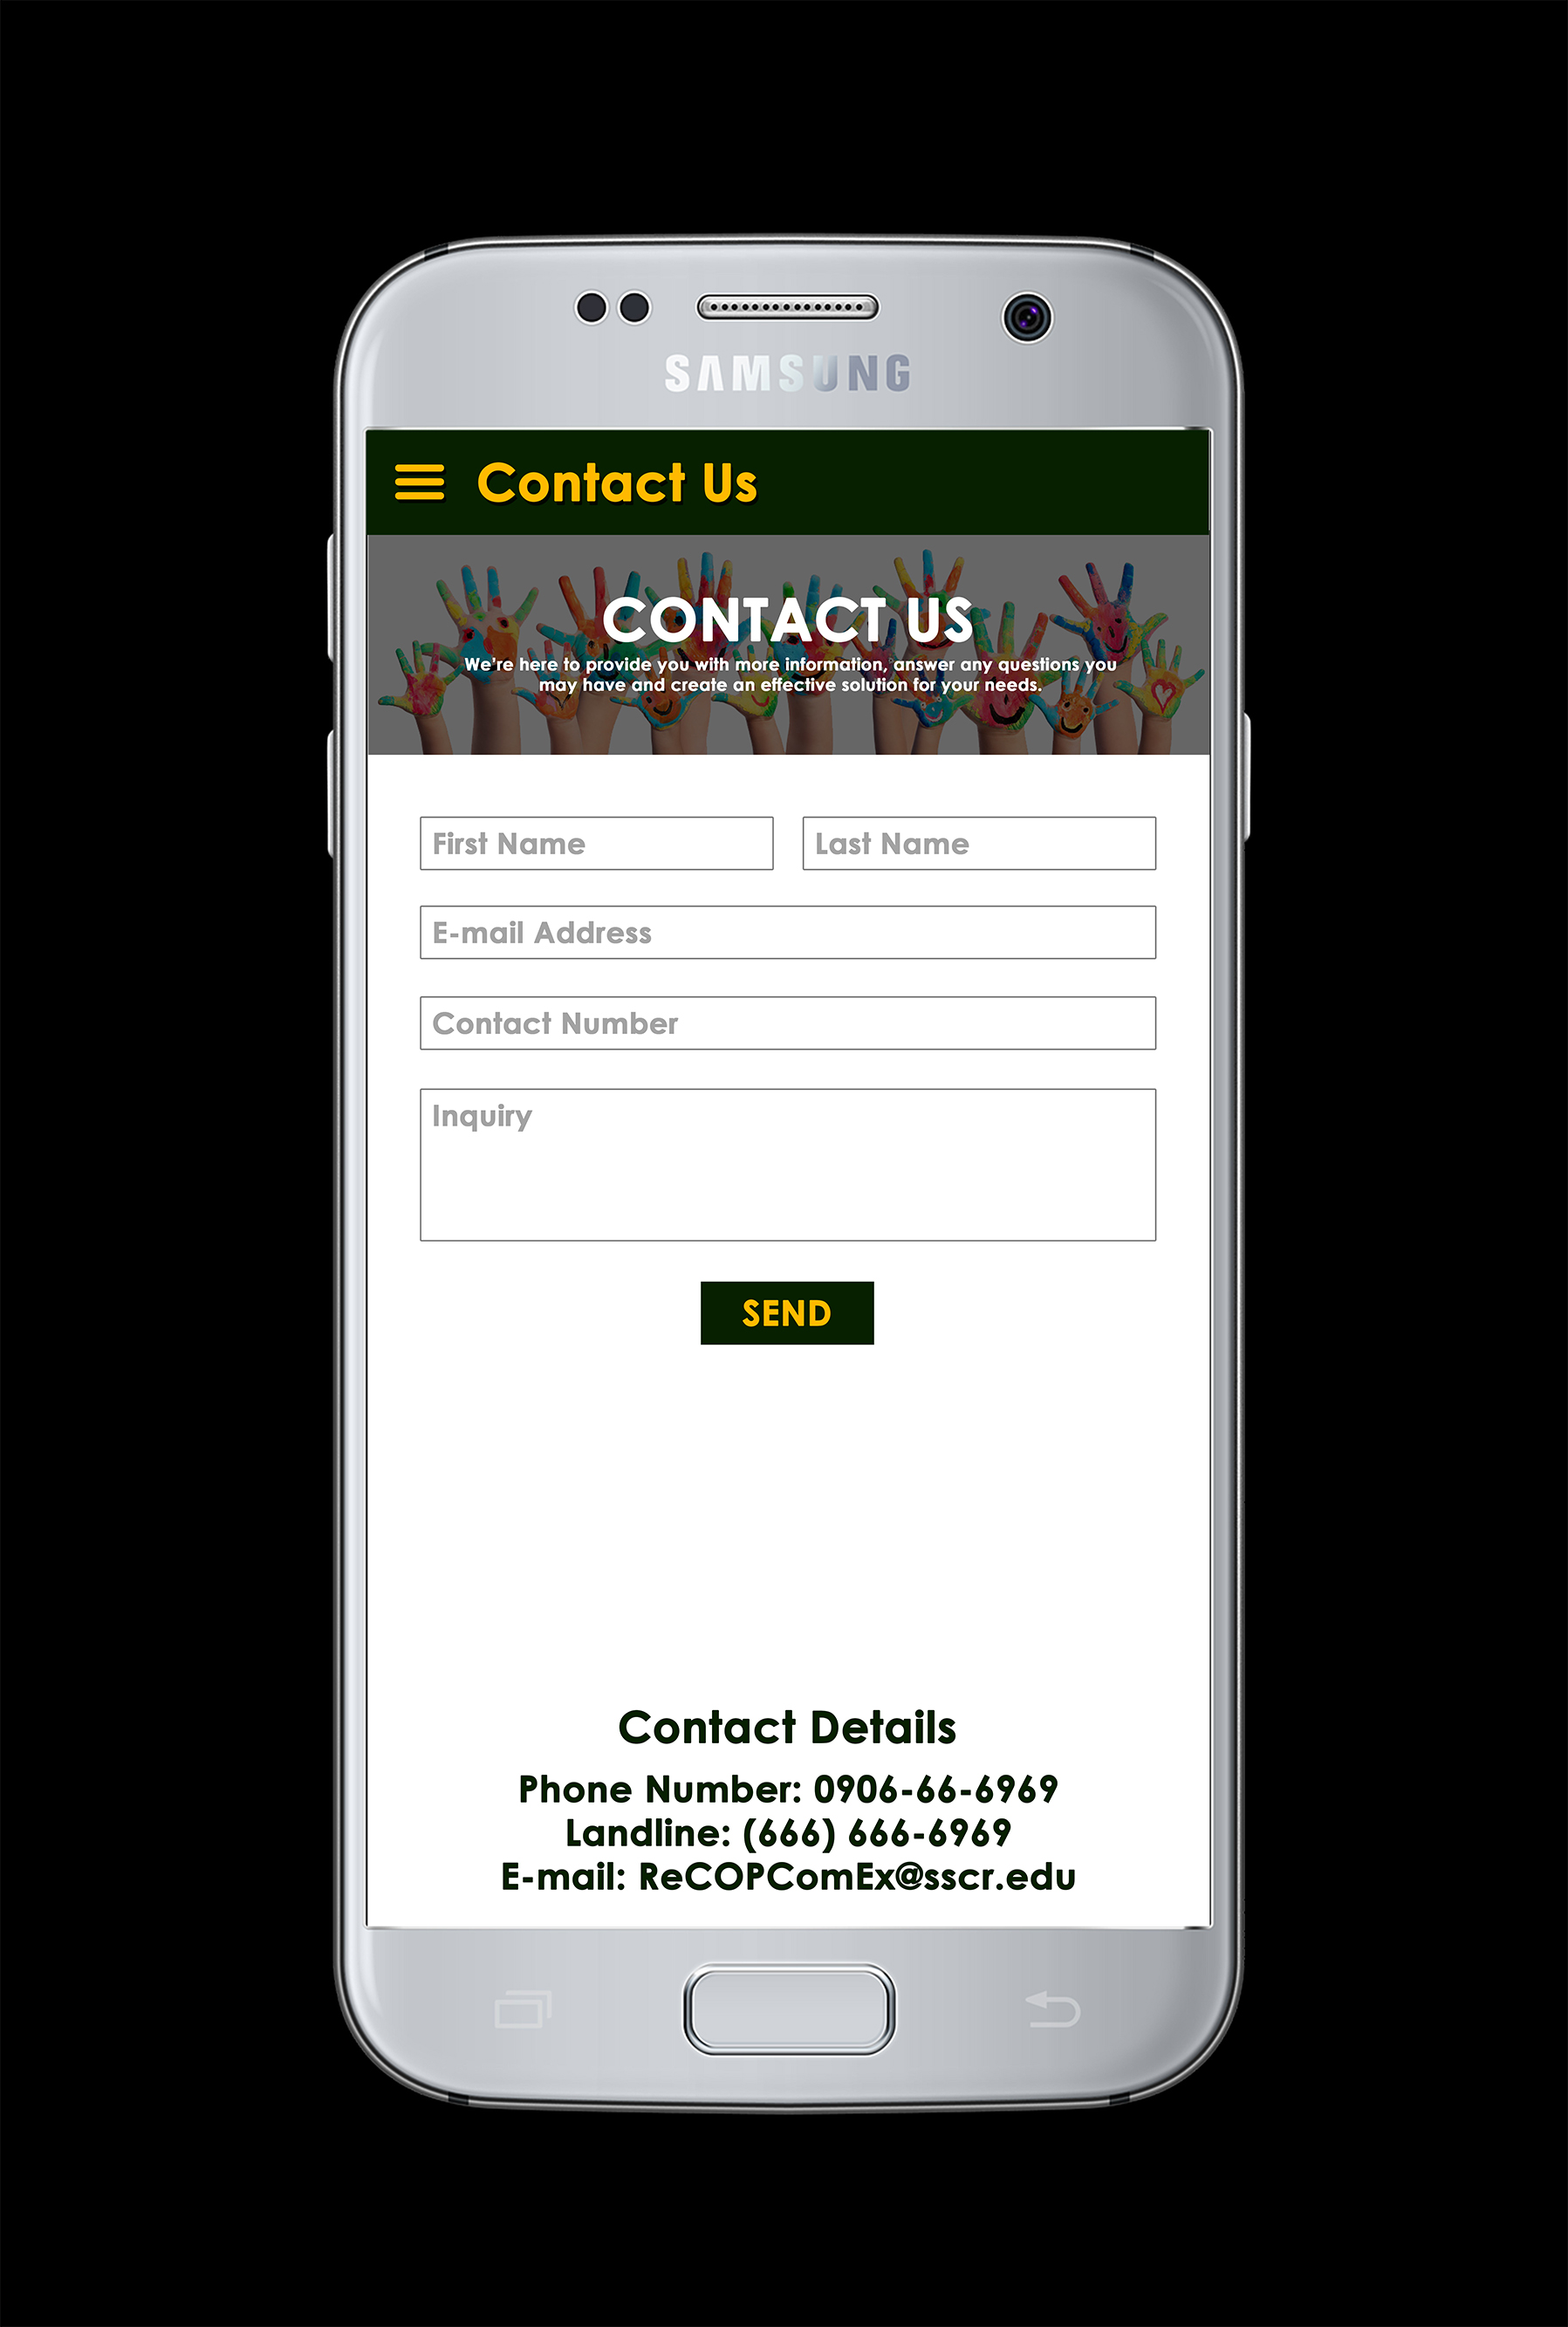 SAMSUNG
Contact Us
CONTACT US
We're here to provide you with more information, answer any questions you
may have and create an effective solution for your needs.
First Name
Last Name
E-mail Address
Contact Number
Inquiry
SEND
Contact Details
Phone Number: 0906-66-6969
Landline: (666) 666-6969
E-mail: ReCOPComEx@sscr.edu